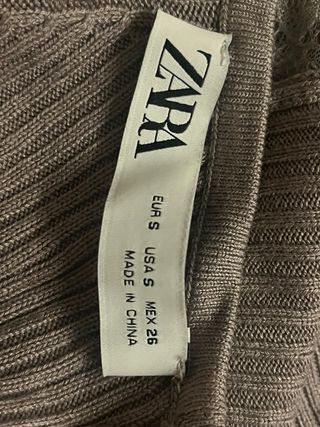 ZARA
EUR S USA S MEX 26
MADE IN CHINA